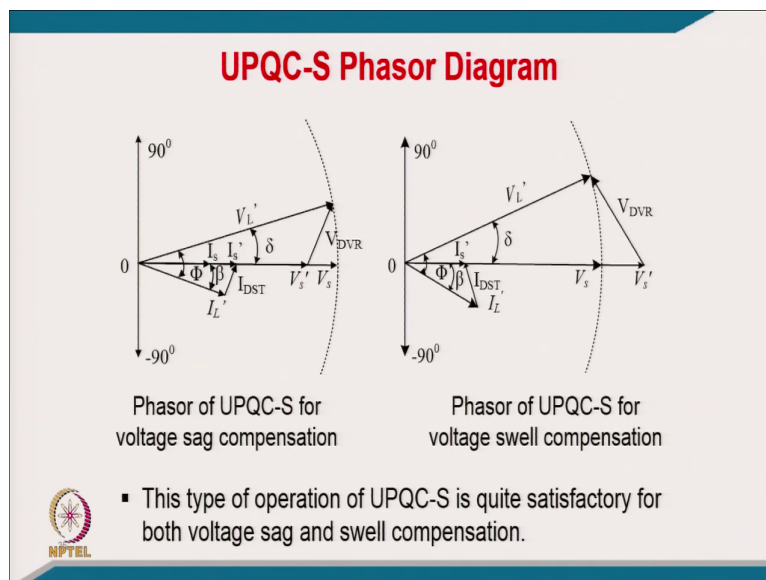 UPQC-S Phasor Diagram
90⁰
V_L'
V_DVR
I_s
I_s'
δ
0
Φ
β
I_DST
V_s'
V_s
I_L'
-90⁰
90⁰
V_L'
V_DVR
I_s'
δ
0
Φ
β
I_DST
V_s
V_s'
I_L'
-90⁰
Phasor of UPQC-S for
voltage sag compensation
Phasor of UPQC-S for
voltage swell compensation
▪ This type of operation of UPQC-S is quite satisfactory for
both voltage sag and swell compensation.
NPTEL